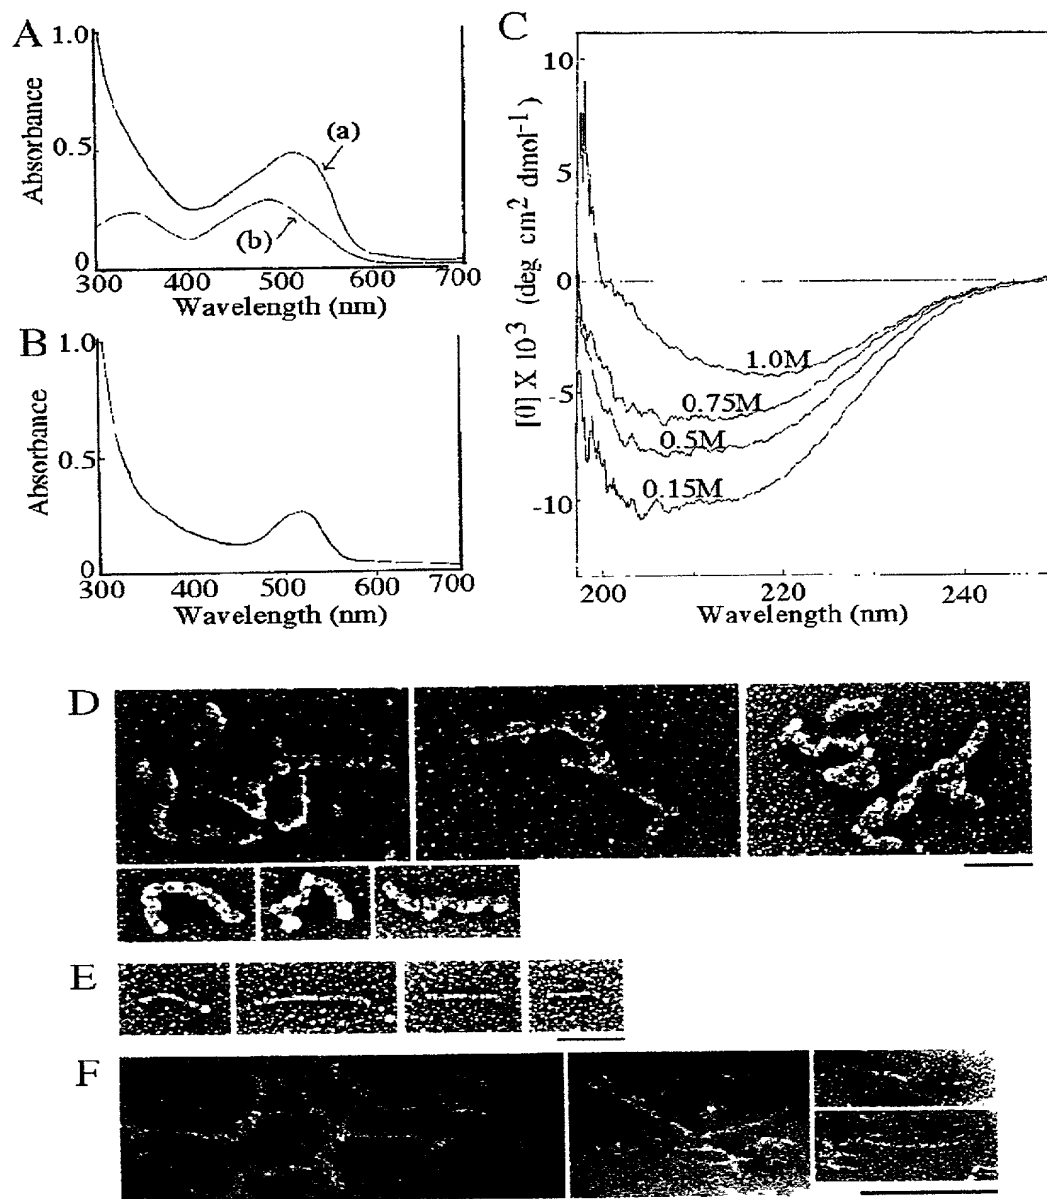 A
1.0
0.5
0
Absorbance
(a)
(b)
300 400 500 600 700
Wavelength (nm)
B
1.0
0.5
0
Absorbance
300 400 500 600 700
Wavelength (nm)
C
10
5
0
-5
-10
[θ] X 10³ (deg cm² dmol⁻¹)
1.0M
0.75M
0.5M
0.15M
200 220 240
Wavelength (nm)
D
E
F